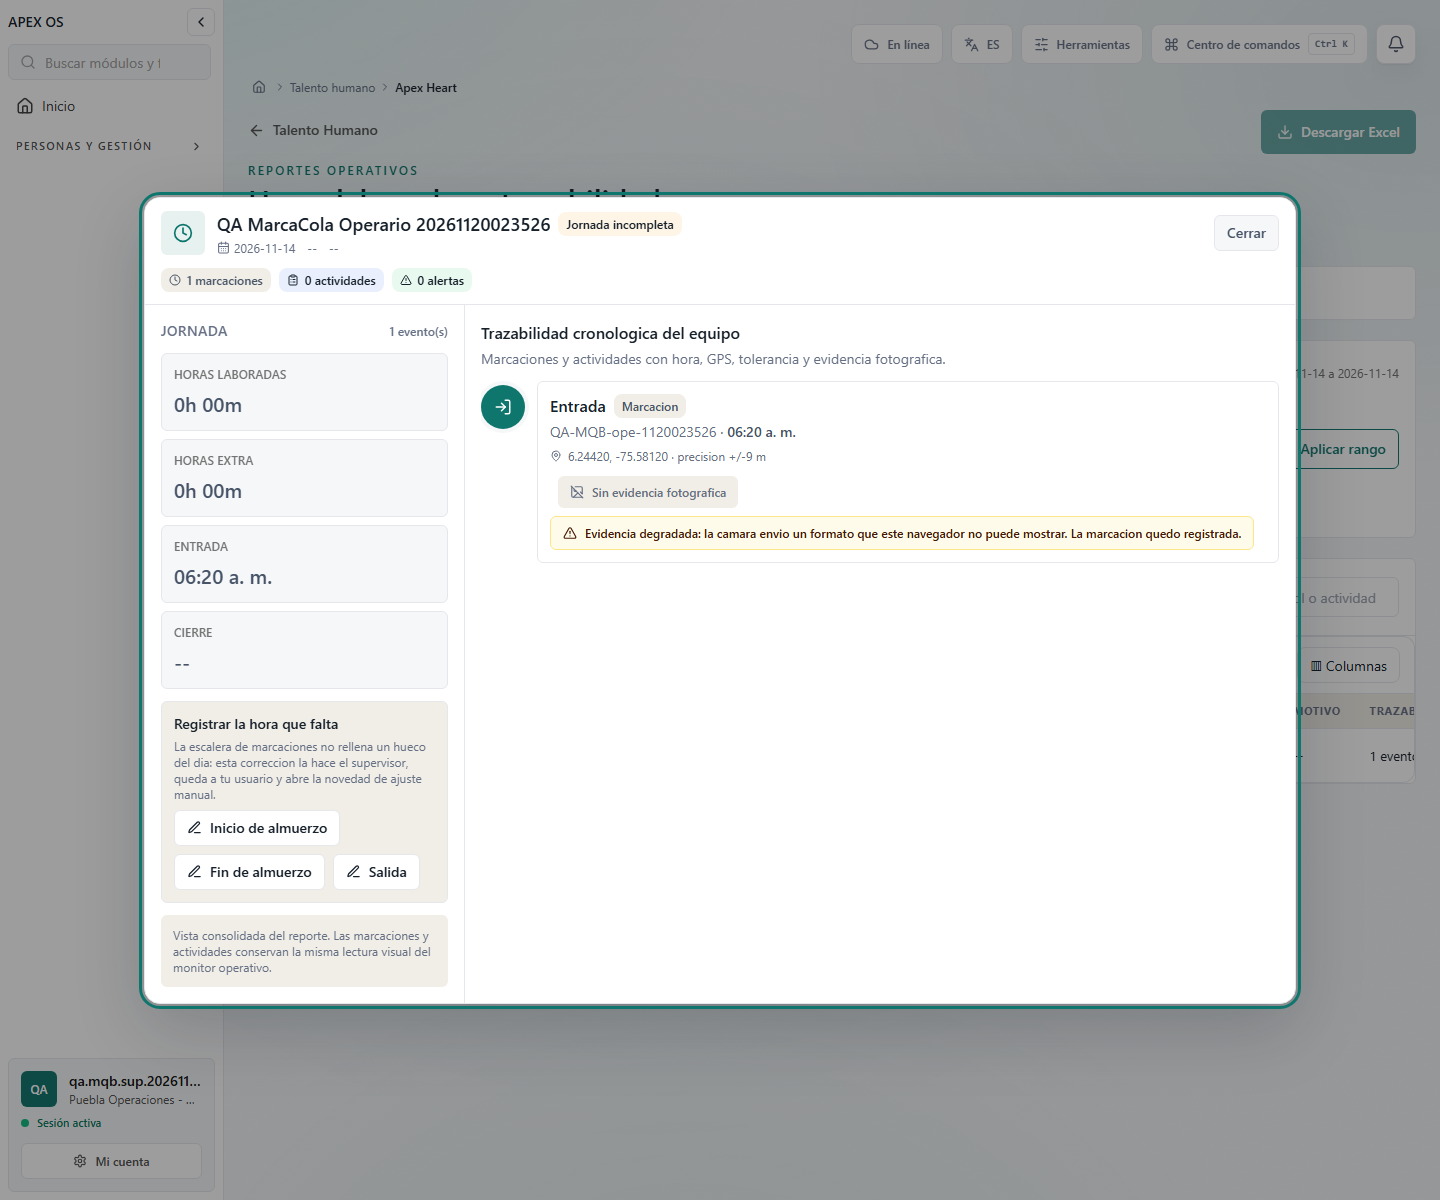 APEX OS
Buscar módulos y f
Inicio
PERSONAS Y GESTIÓN
En línea
ES
Herramientas
Centro de comandos
Ctrl K
Talento humano
Apex Heart
Talento Humano
Descargar Excel
REPORTES OPERATIVOS
QA MarcaCola Operario 20261120023526
Jornada incompleta
2026-11-14 -- --
Cerrar
1 marcaciones
0 actividades
0 alertas
JORNADA
1 evento(s)
HORAS LABORADAS
0h 00m
HORAS EXTRA
0h 00m
ENTRADA
06:20 a. m.
CIERRE
--
Registrar la hora que falta
La escalera de marcaciones no rellena un hueco
del dia: esta correccion la hace el supervisor,
queda a tu usuario y abre la novedad de ajuste
manual.
Inicio de almuerzo
Fin de almuerzo
Salida
Vista consolidada del reporte. Las marcaciones y
actividades conservan la misma lectura visual del
monitor operativo.
Trazabilidad cronologica del equipo
Marcaciones y actividades con hora, GPS, tolerancia y evidencia fotografica.
Entrada
Marcacion
QA-MQB-ope-1120023526 · 06:20 a. m.
6.24420, -75.58120 · precision +/-9 m
Sin evidencia fotografica
Evidencia degradada: la camara envio un formato que este navegador no puede mostrar. La marcacion quedo registrada.
1-14 a 2026-11-14
Aplicar rango
l o actividad
Columnas
MOTIVO
TRAZAB
--
1 evento
QA
qa.mqb.sup.202611...
Puebla Operaciones - ...
Sesión activa
Mi cuenta